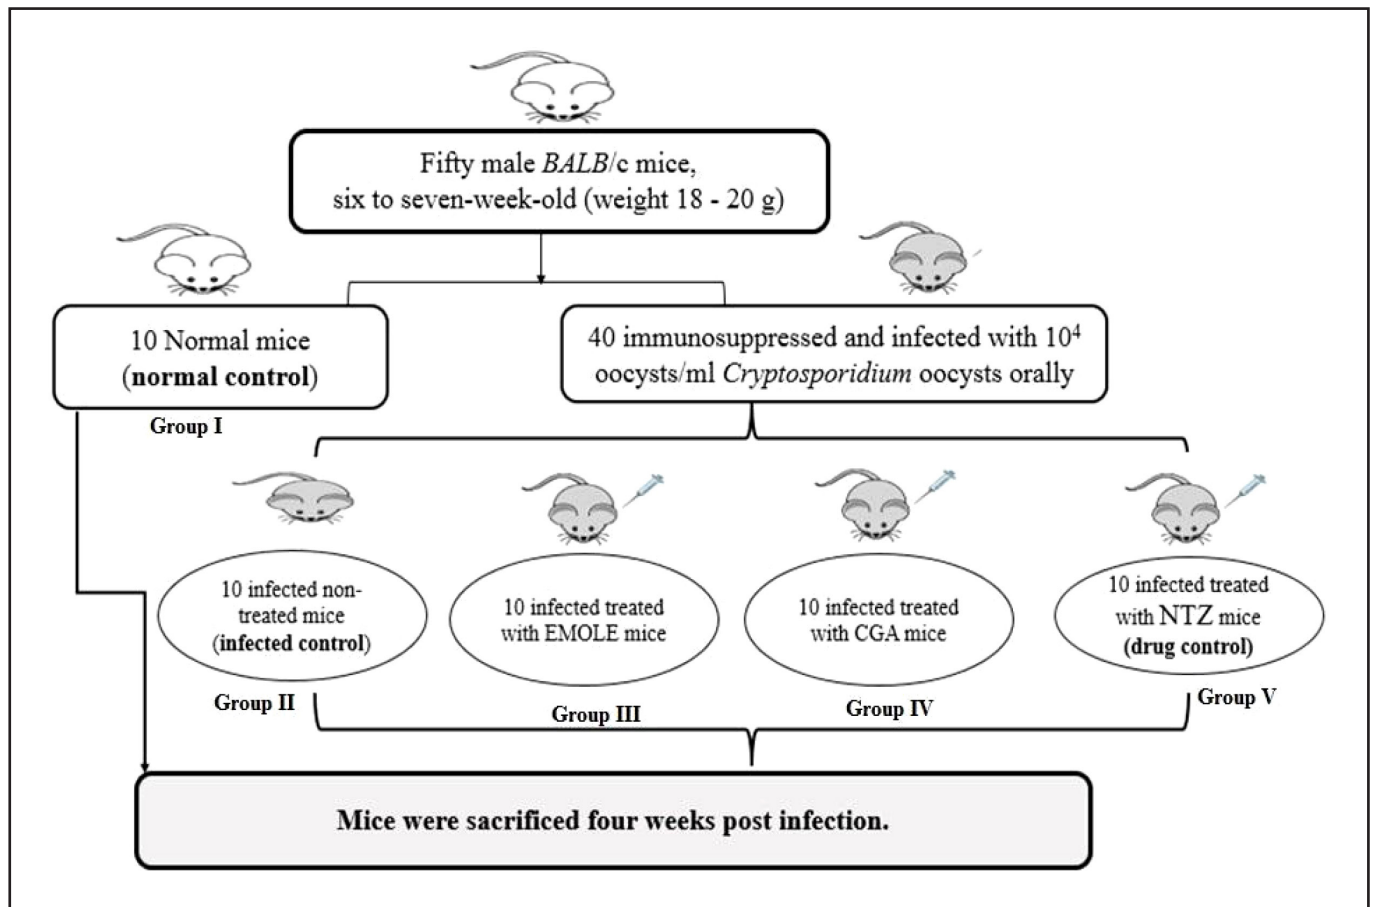 Fifty male BALB/c mice,
six to seven-week-old (weight 18 - 20 g)
10 Normal mice
(normal control)
Group I
40 immunosuppressed and infected with 10⁴
oocysts/ml Cryptosporidium oocysts orally
10 infected non-
treated mice
(infected control)
Group II
10 infected treated
with EMOLE mice
Group III
10 infected treated
with CGA mice
Group IV
10 infected treated
with NTZ mice
(drug control)
Group V
Mice were sacrificed four weeks post infection.